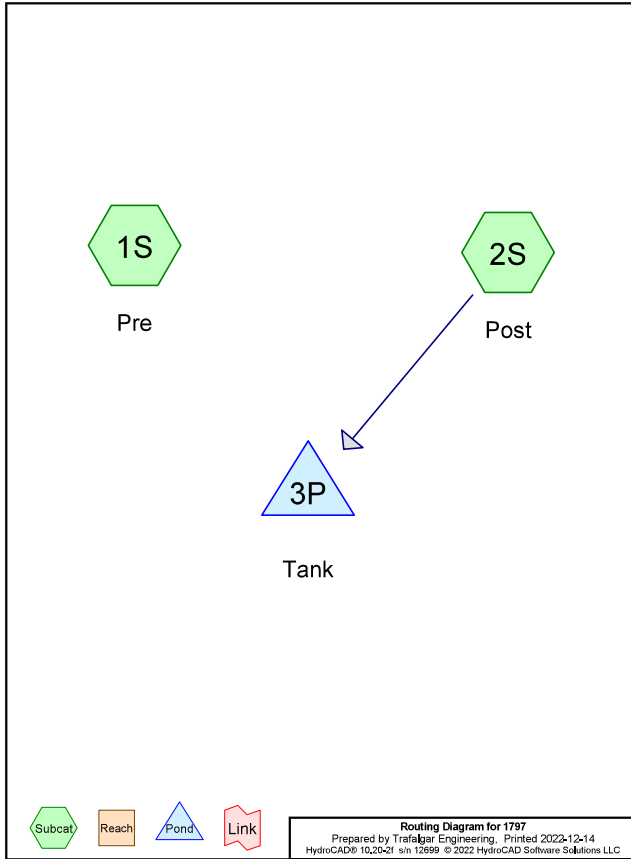 1S
Pre
2S
Post
3P
Tank
Subcat
Reach
Pond
Link
Routing Diagram for 1797
Prepared by Trafalgar Engineering, Printed 2022-12-14
HydroCAD® 10.20-2f s/n 12699 © 2022 HydroCAD Software Solutions LLC